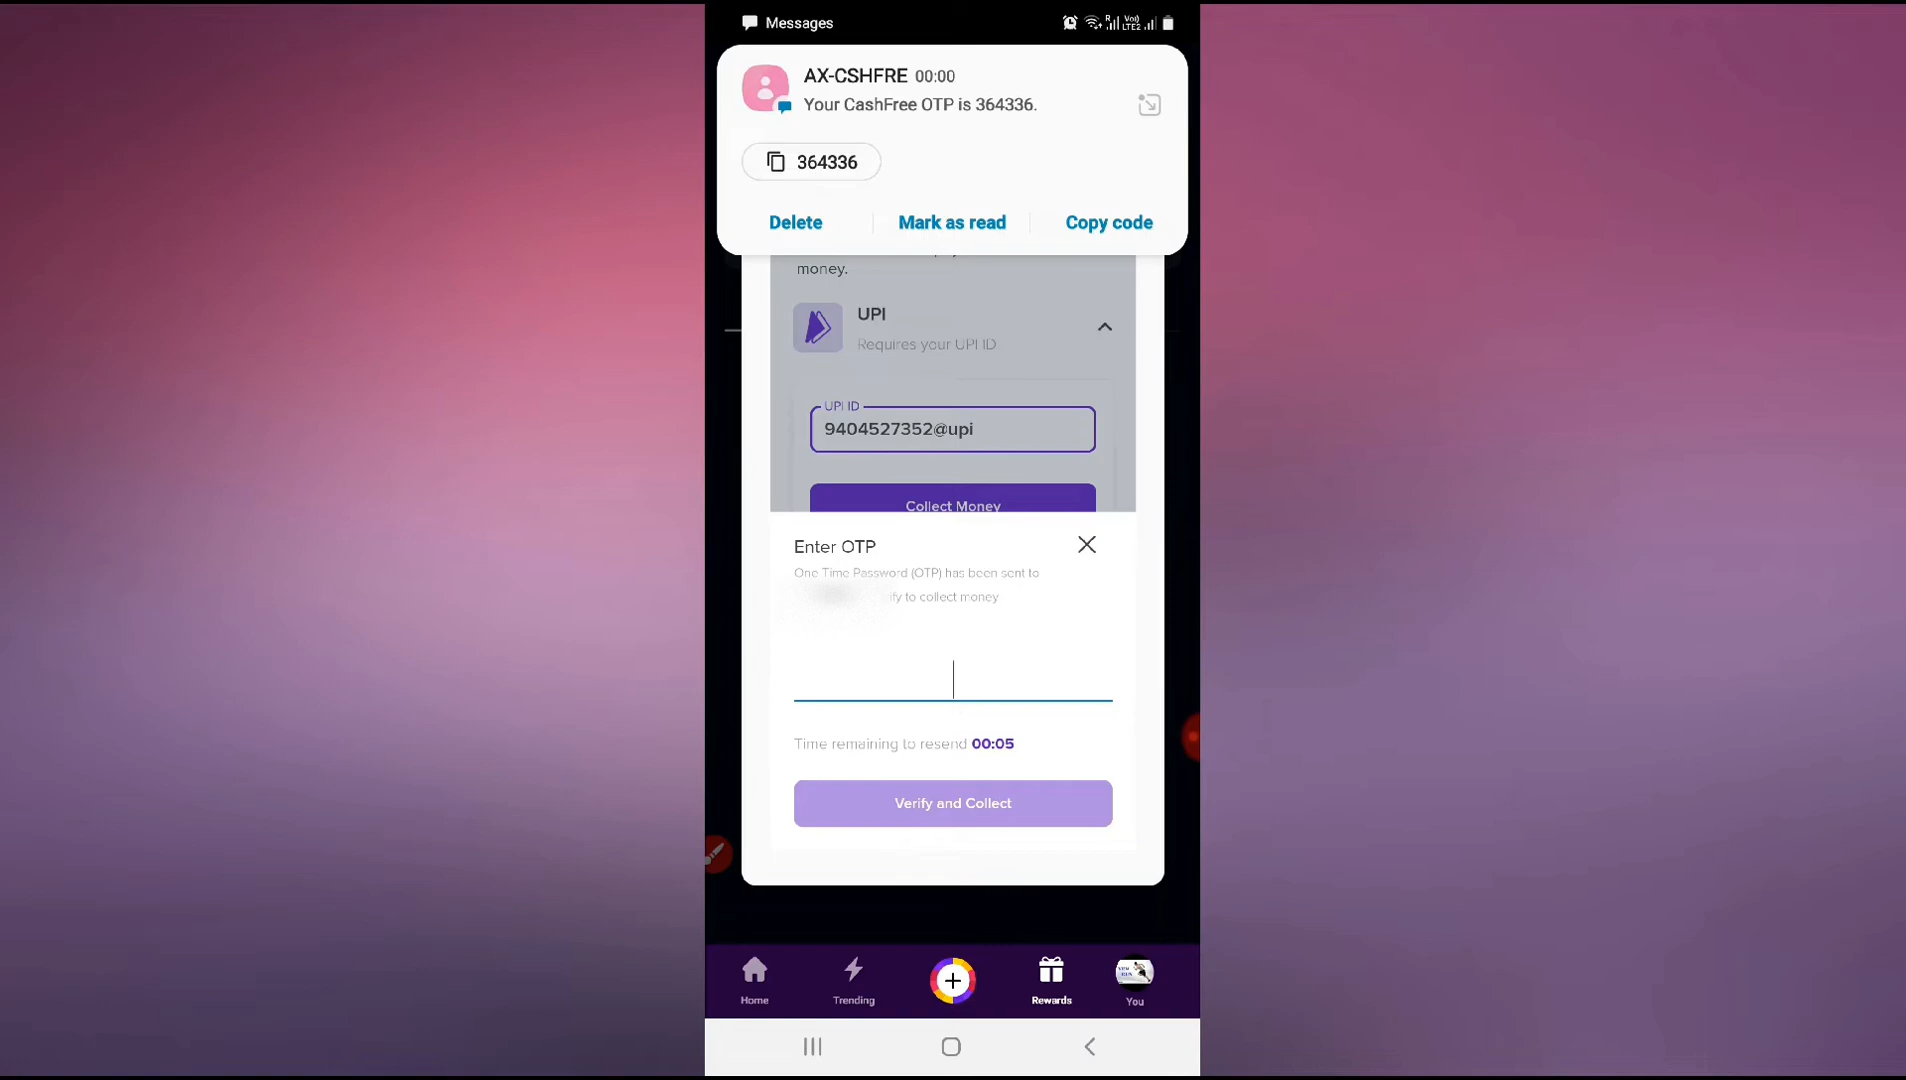 Messages
AX-CSHFRE 00:00
Your CashFree OTP is 364336.
364336
Delete Mark as read Copy code
money.
UPI
Requires your UPI ID
UPI ID
9404527352@upi
Collect Money
Enter OTP
One Time Password (OTP) has been sent to
ify to collect money
Time remaining to resend 00:05
Verify and Collect
Home Trending Rewards You